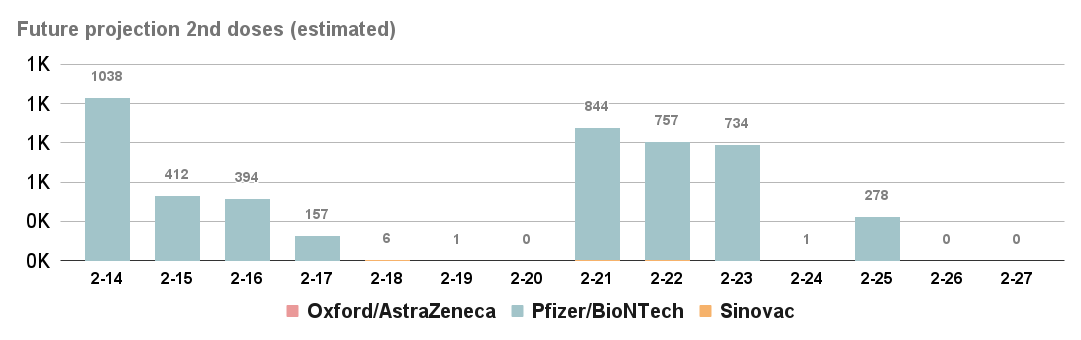 Future projection 2nd doses (estimated)
1K
1K
1K
1K
0K
0K
1038
412
394
157
6
1
0
844
757
734
1
278
0
0
2-14 2-15 2-16 2-17 2-18 2-19 2-20 2-21 2-22 2-23 2-24 2-25 2-26 2-27
Oxford/AstraZeneca Pfizer/BioNTech Sinovac